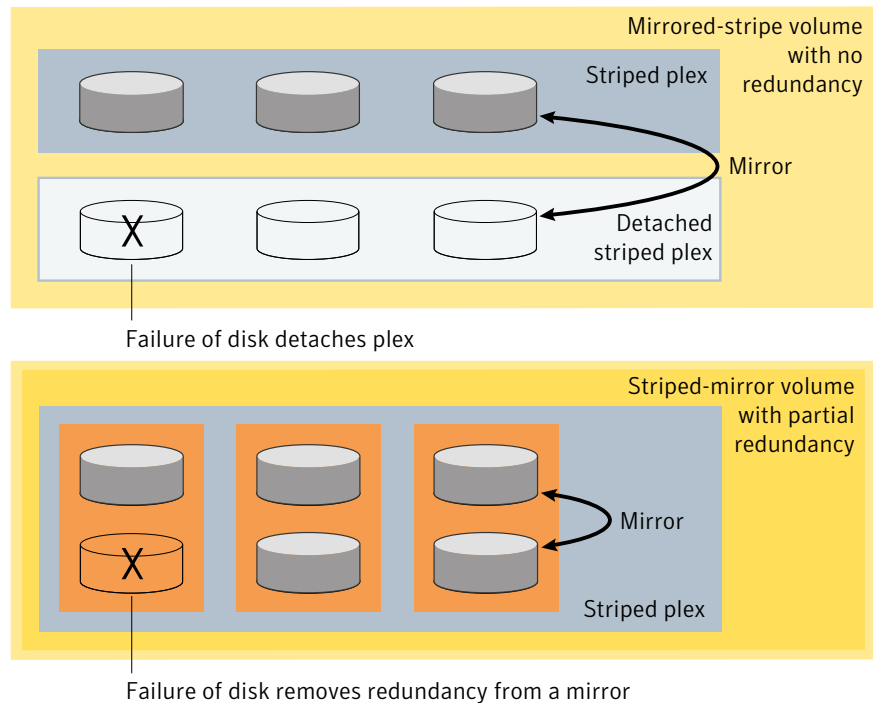 Mirrored-stripe volume
with no
redundancy
Striped plex
Mirror
Detached
striped plex
X
Failure of disk detaches plex
Striped-mirror volume
with partial
redundancy
Mirror
X
Striped plex
Failure of disk removes redundancy from a mirror